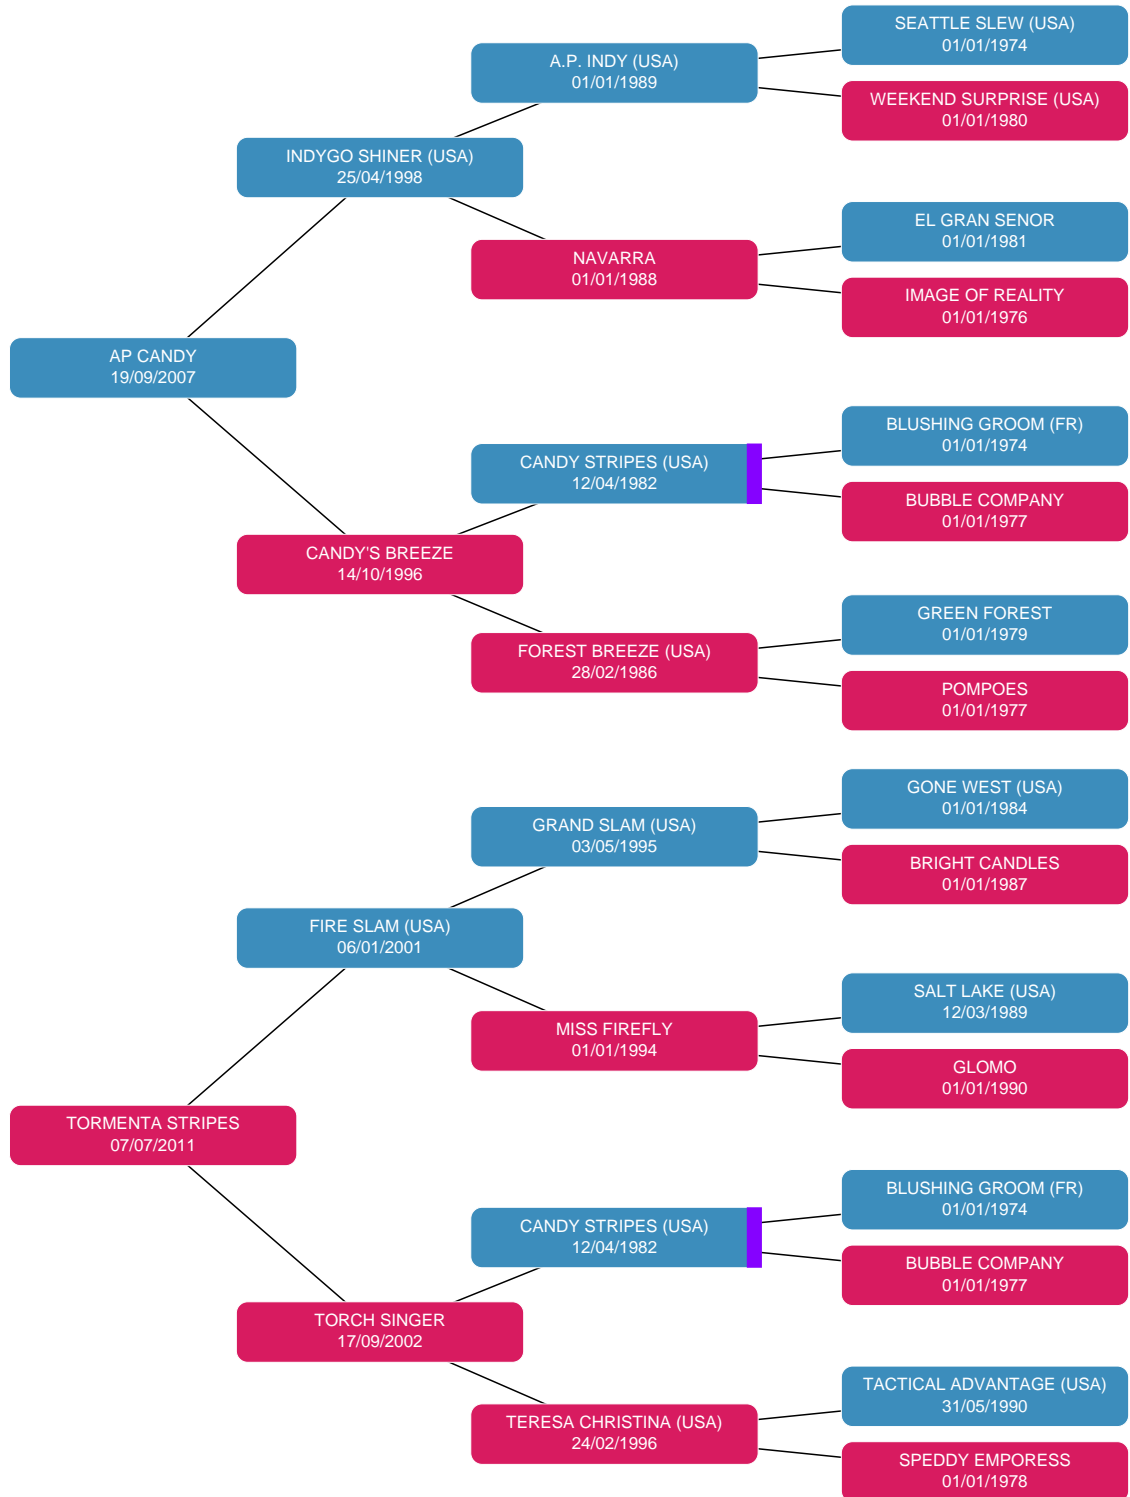 SEATTLE SLEW (USA)
01/01/1974
A.P. INDY (USA)
01/01/1989
WEEKEND SURPRISE (USA)
01/01/1980
INDYGO SHINER (USA)
25/04/1998
EL GRAN SENOR
01/01/1981
NAVARRA
01/01/1988
IMAGE OF REALITY
01/01/1976
AP CANDY
19/09/2007
BLUSHING GROOM (FR)
01/01/1974
CANDY STRIPES (USA)
12/04/1982
BUBBLE COMPANY
01/01/1977
CANDY'S BREEZE
14/10/1996
GREEN FOREST
01/01/1979
FOREST BREEZE (USA)
28/02/1986
POMPOES
01/01/1977
GONE WEST (USA)
01/01/1984
GRAND SLAM (USA)
03/05/1995
BRIGHT CANDLES
01/01/1987
FIRE SLAM (USA)
06/01/2001
SALT LAKE (USA)
12/03/1989
MISS FIREFLY
01/01/1994
GLOMO
01/01/1990
TORMENTA STRIPES
07/07/2011
BLUSHING GROOM (FR)
01/01/1974
CANDY STRIPES (USA)
12/04/1982
BUBBLE COMPANY
01/01/1977
TORCH SINGER
17/09/2002
TACTICAL ADVANTAGE (USA)
31/05/1990
TERESA CHRISTINA (USA)
24/02/1996
SPEDDY EMPORESS
01/01/1978